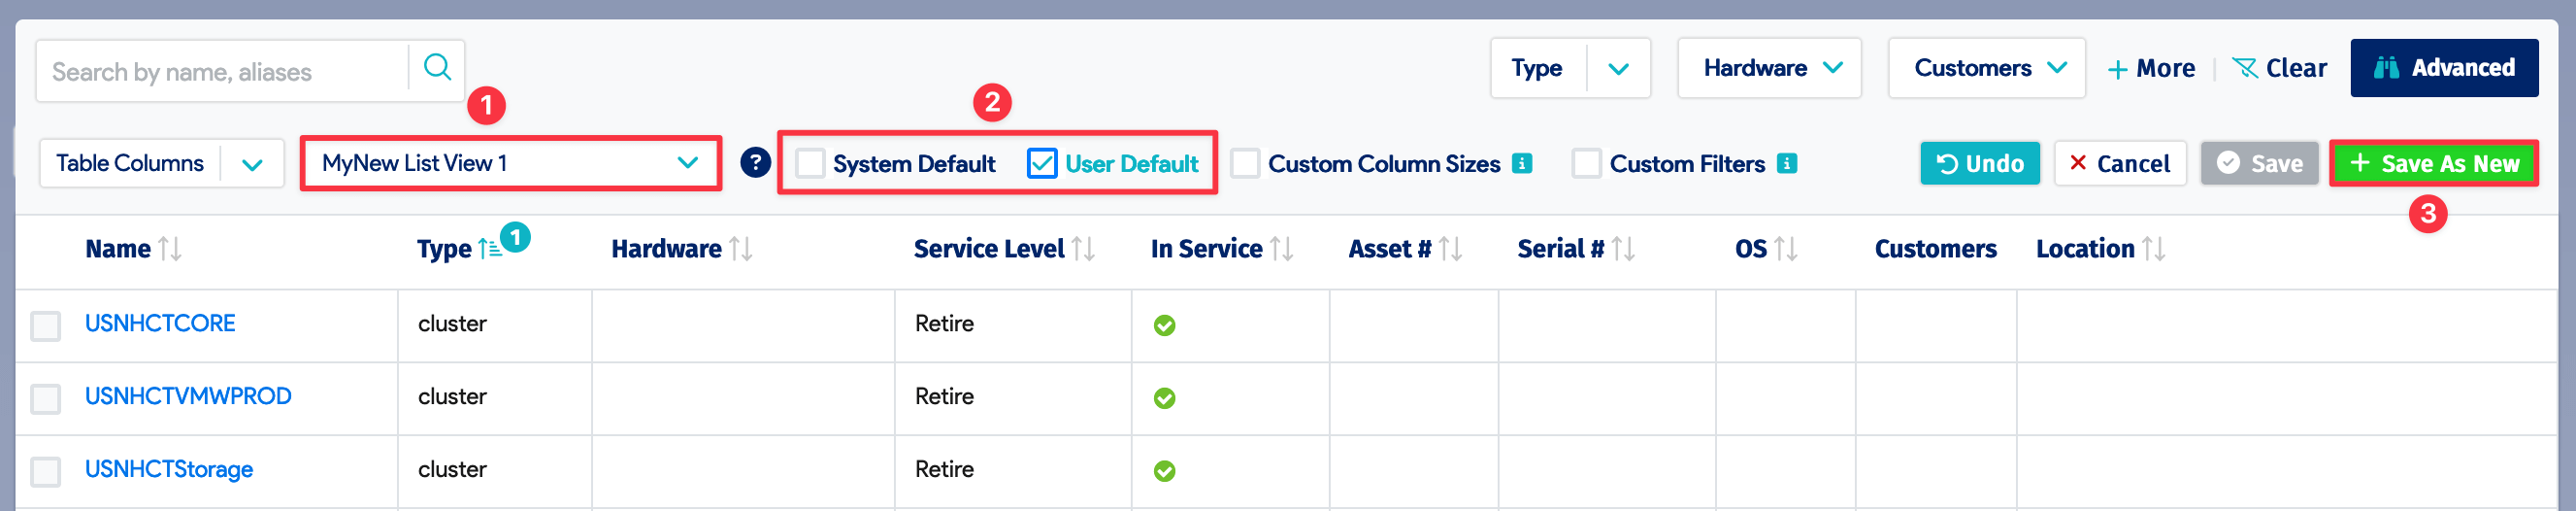 Search by name, aliases
Type Hardware Customers + More Clear Advanced
1 2
Table Columns MyNew List View 1 ? System Default User Default Custom Column Sizes i Custom Filters i Undo × Cancel Save + Save As New
3
Name Type 1 Hardware Service Level In Service Asset # Serial # OS Customers Location
USNHCTCORE cluster Retire
USNHCTVMWPROD cluster Retire
USNHCTStorage cluster Retire